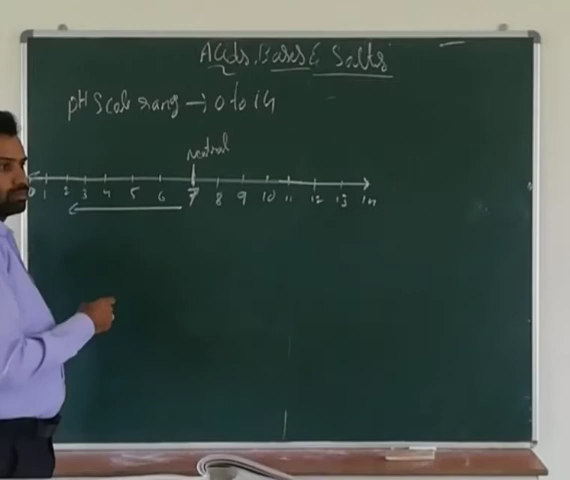 Acids, Bases & Salts
pH Scale rang → 0 to 14
neutral
0 1 2 3 4 5 6 7 8 9 10 11 12 13 14